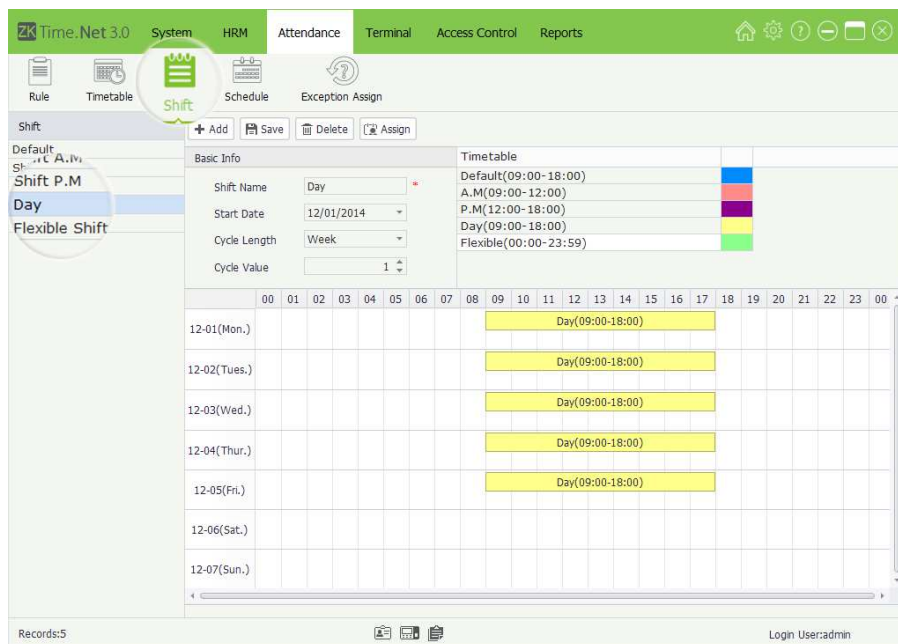 ZK Time.Net 3.0 System HRM Attendance Terminal Access Control Reports
Rule Timetable Shift Schedule Exception Assign
Shift
Add Save Delete Assign
Default
Shift A.M
Shift P.M
Day
Flexible Shift
Basic Info
Shift Name Day *
Start Date 12/01/2014
Cycle Length Week
Cycle Value 1
Timetable
Default(09:00-18:00)
A.M(09:00-12:00)
P.M(12:00-18:00)
Day(09:00-18:00)
Flexible(00:00-23:59)
00 01 02 03 04 05 06 07 08 09 10 11 12 13 14 15 16 17 18 19 20 21 22 23 00
12-01(Mon.) Day(09:00-18:00)
12-02(Tues.) Day(09:00-18:00)
12-03(Wed.) Day(09:00-18:00)
12-04(Thur.) Day(09:00-18:00)
12-05(Fri.) Day(09:00-18:00)
12-06(Sat.)
12-07(Sun.)
Records:5 Login User:admin